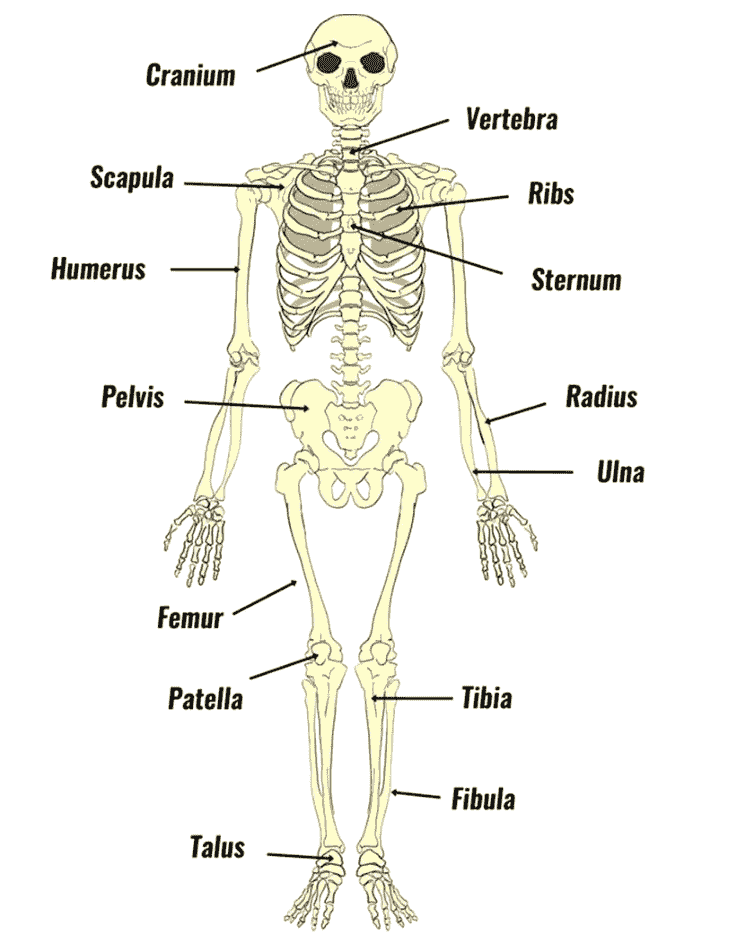 Cranium
Vertebra
Scapula
Ribs
Humerus
Sternum
Pelvis
Radius
Ulna
Femur
Patella
Tibia
Fibula
Talus